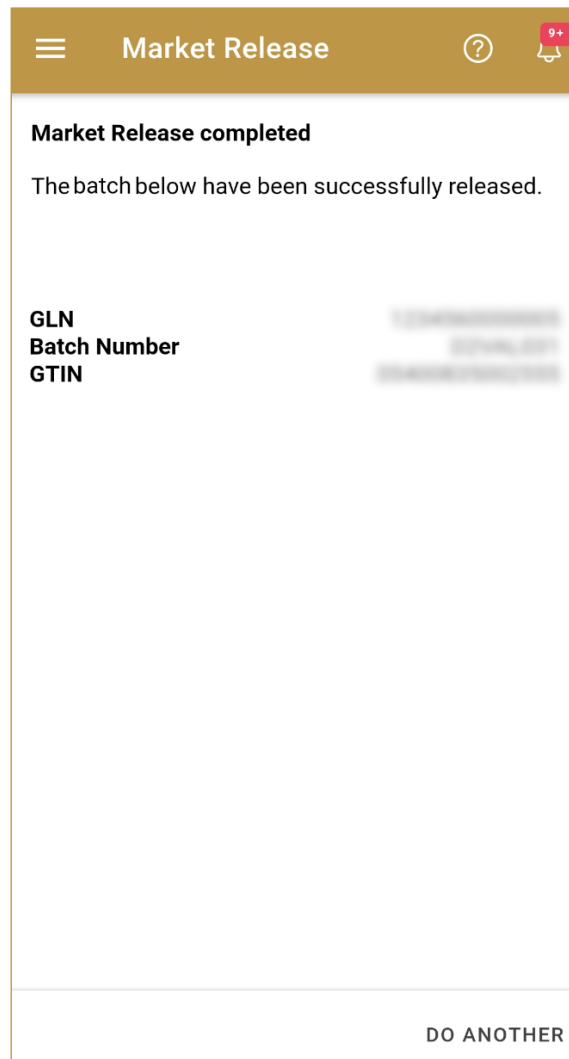 Market Release
9+
Market Release completed
The batch below have been successfully released.
GLN
Batch Number
GTIN
DO ANOTHER